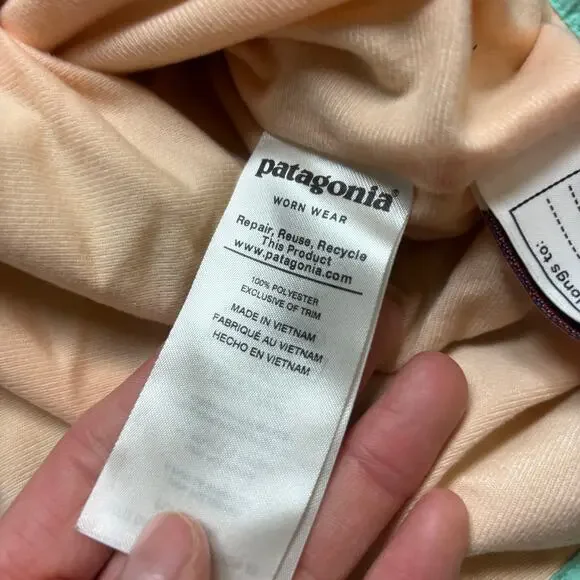 patagonia®
WORN WEAR
Repair, Reuse, Recycle
This Product
www.patagonia.com
100% POLYESTER
EXCLUSIVE OF TRIM
MADE IN VIETNAM
FABRIQUÉ AU VIETNAM
HECHO EN VIETNAM
to: